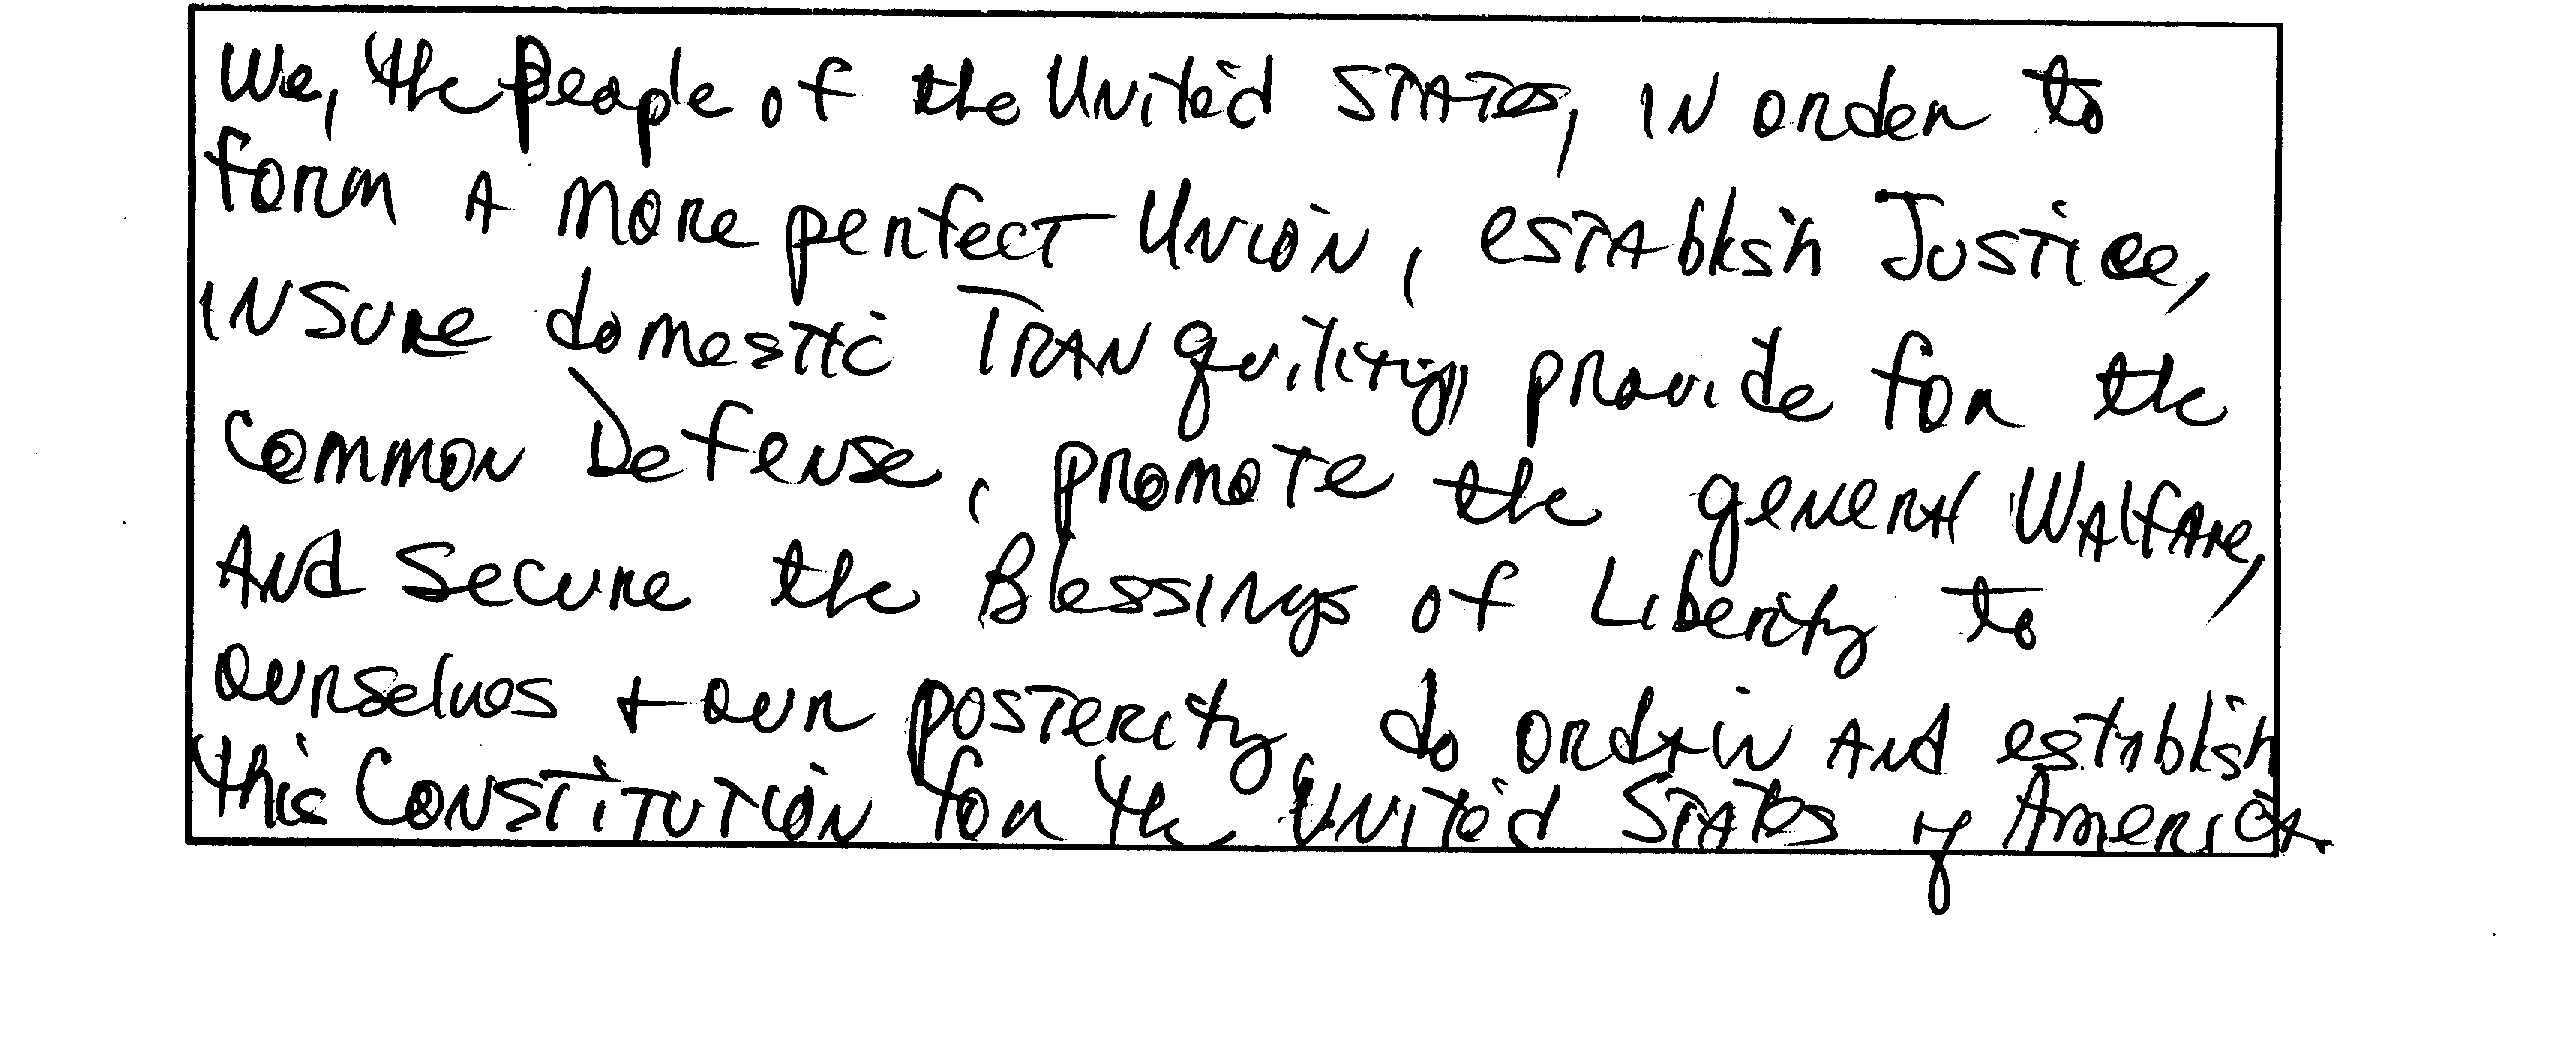 We, the People of the United States, in order to
form a more perfect Union, establish Justice,
insure domestic Tranquility, provide for the
Common Defense, promote the general Walfare,
And Secure the Blessings of Liberity to
ourselves + our posterity, do ordain and establish
this Constitution for the United States of America